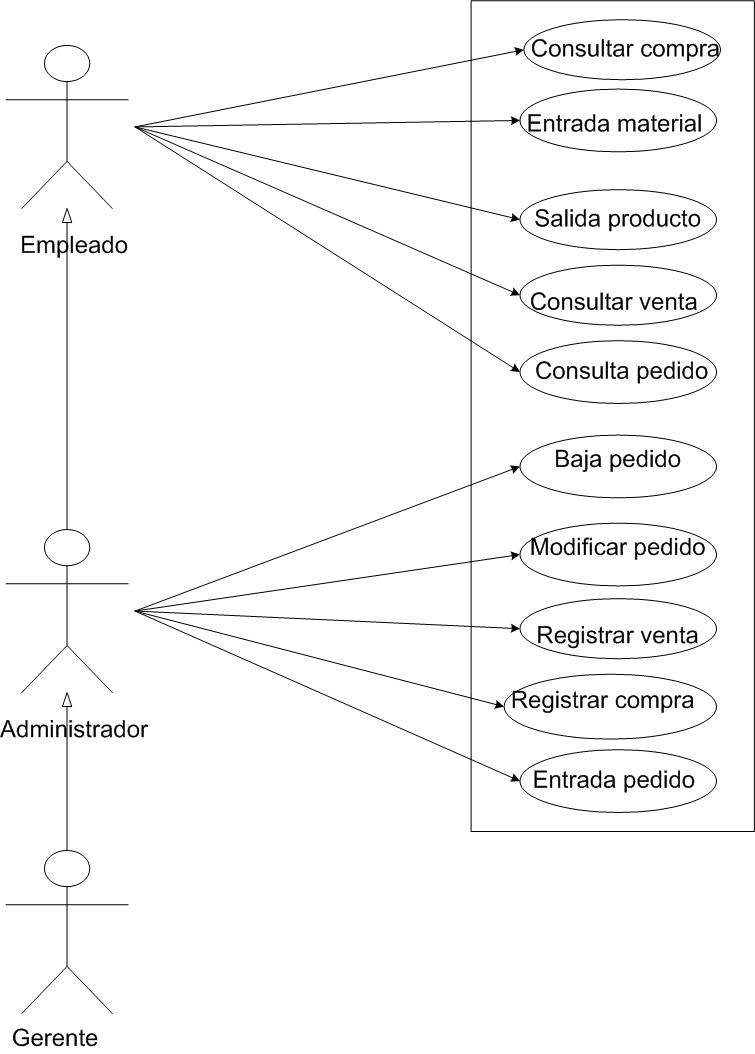 Consultar compra
Entrada material
Salida producto
Empleado
Consultar venta
Consulta pedido
Baja pedido
Modificar pedido
Registrar venta
Registrar compra
Administrador
Entrada pedido
Gerente